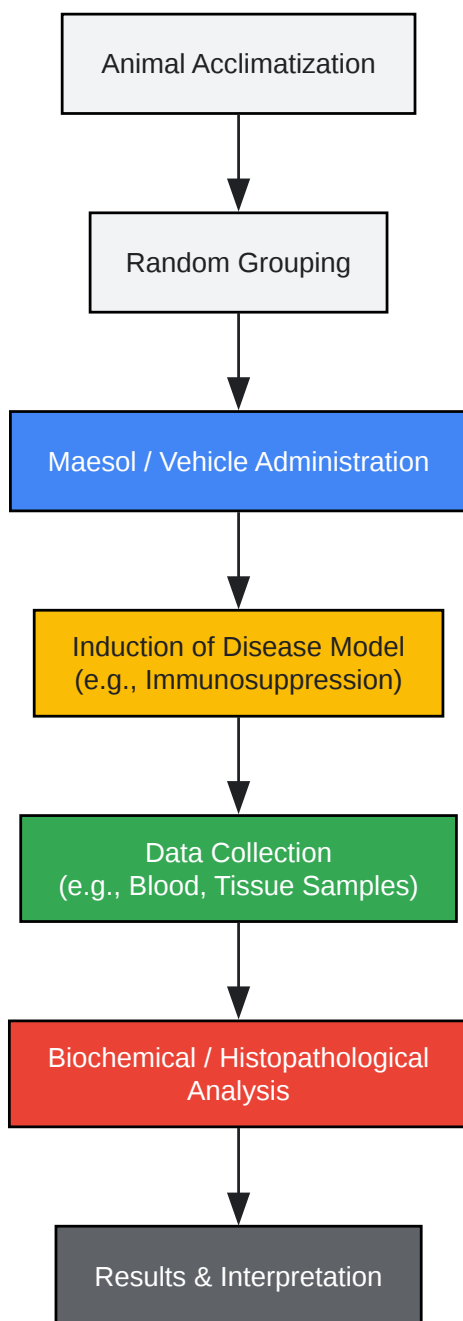 Animal Acclimatization
Random Grouping
Maesol / Vehicle Administration
Induction of Disease Model
(e.g., Immunosuppression)
Data Collection
(e.g., Blood, Tissue Samples)
Biochemical / Histopathological
Analysis
Results & Interpretation